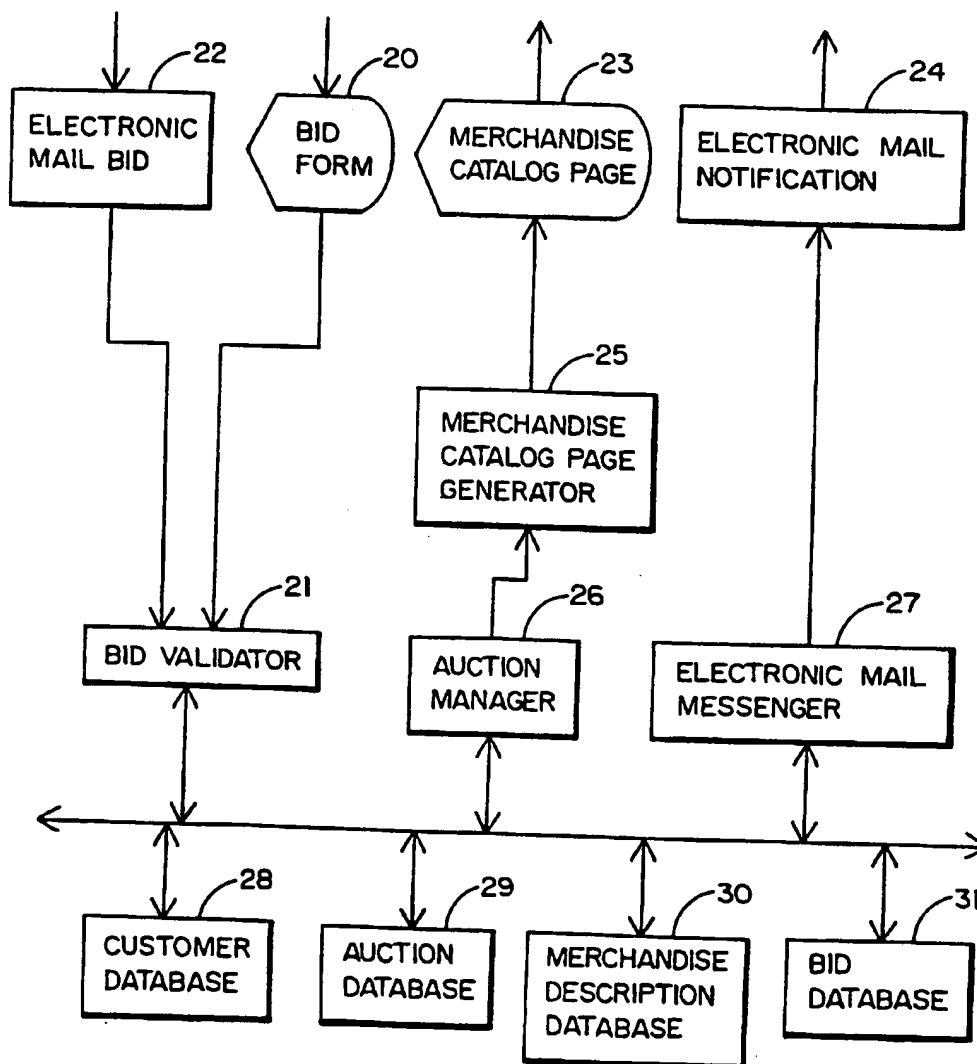 22
20
23
24
ELECTRONIC
MAIL BID
BID
FORM
MERCHANDISE
CATALOG PAGE
ELECTRONIC MAIL
NOTIFICATION
25
MERCHANDISE
CATALOG PAGE
GENERATOR
21
26
27
BID VALIDATOR
AUCTION
MANAGER
ELECTRONIC MAIL
MESSENGER
28
29
30
31
CUSTOMER
DATABASE
AUCTION
DATABASE
MERCHANDISE
DESCRIPTION
DATABASE
BID
DATABASE